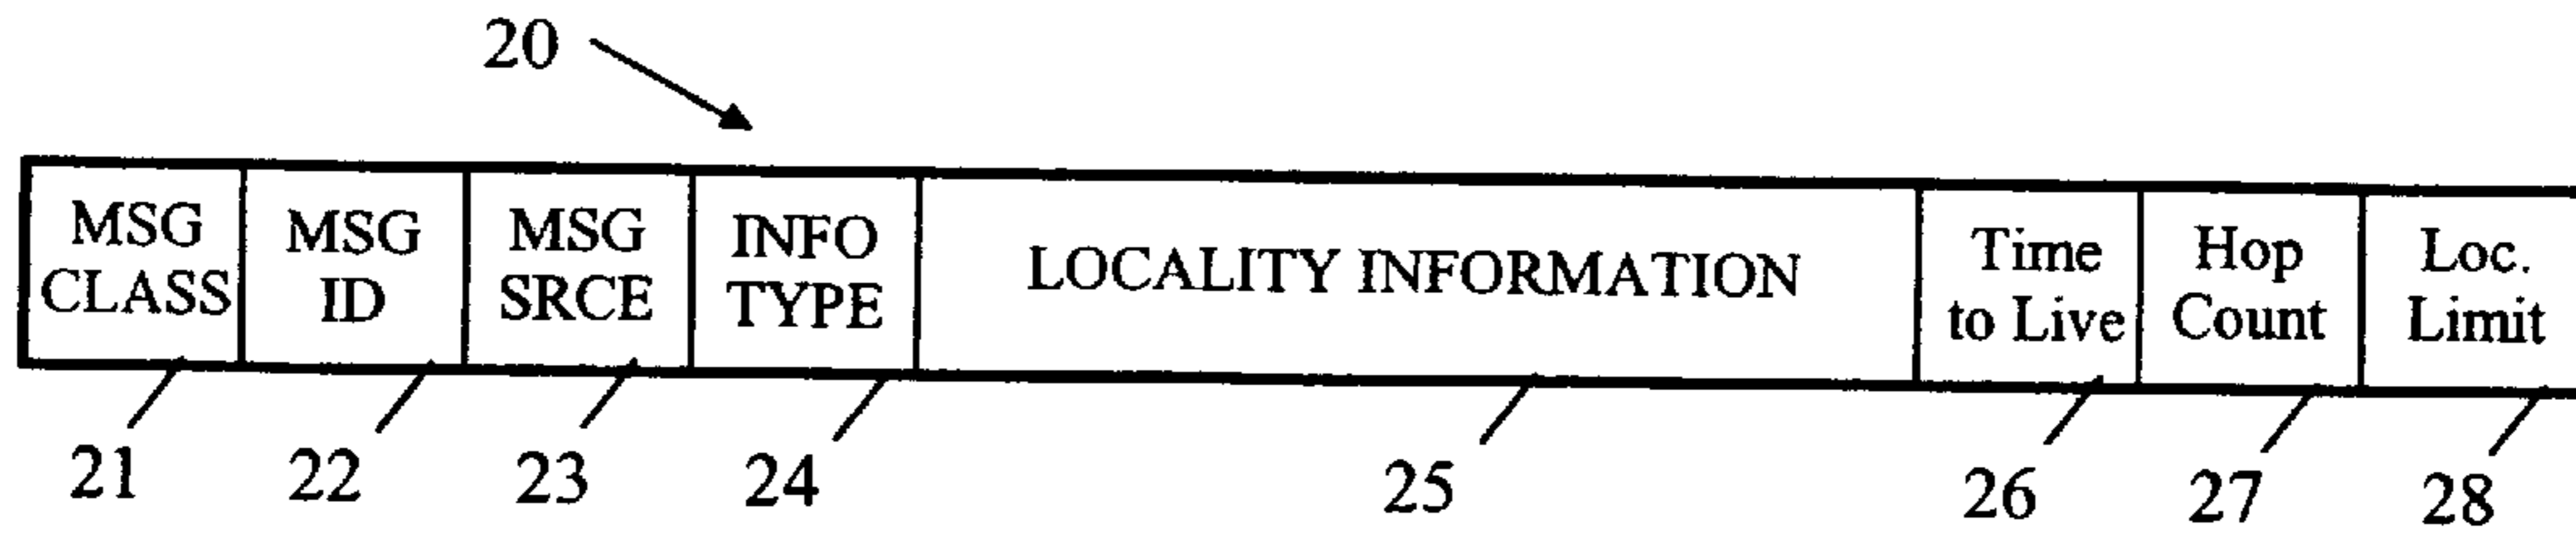 20
MSG
CLASS
MSG
ID
MSG
SRCE
INFO
TYPE
LOCALITY INFORMATION
Time
to Live
Hop
Count
Loc.
Limit
21
22
23
24
25
26
27
28